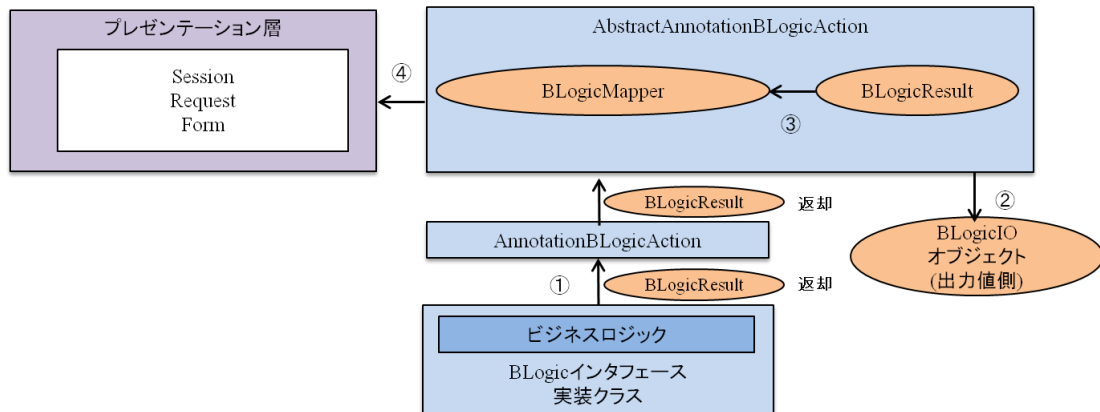 プレゼンテーション層
Session
Request
Form
④
AbstractAnnotationBLogicAction
BLogicMapper
BLogicResult
③
BLogicResult
返却
②
AnnotationBLogicAction
BLogicIO
オブジェクト
(出力値側)
①
BLogicResult
返却
ビジネスロジック
BLogicインタフェース
実装クラス